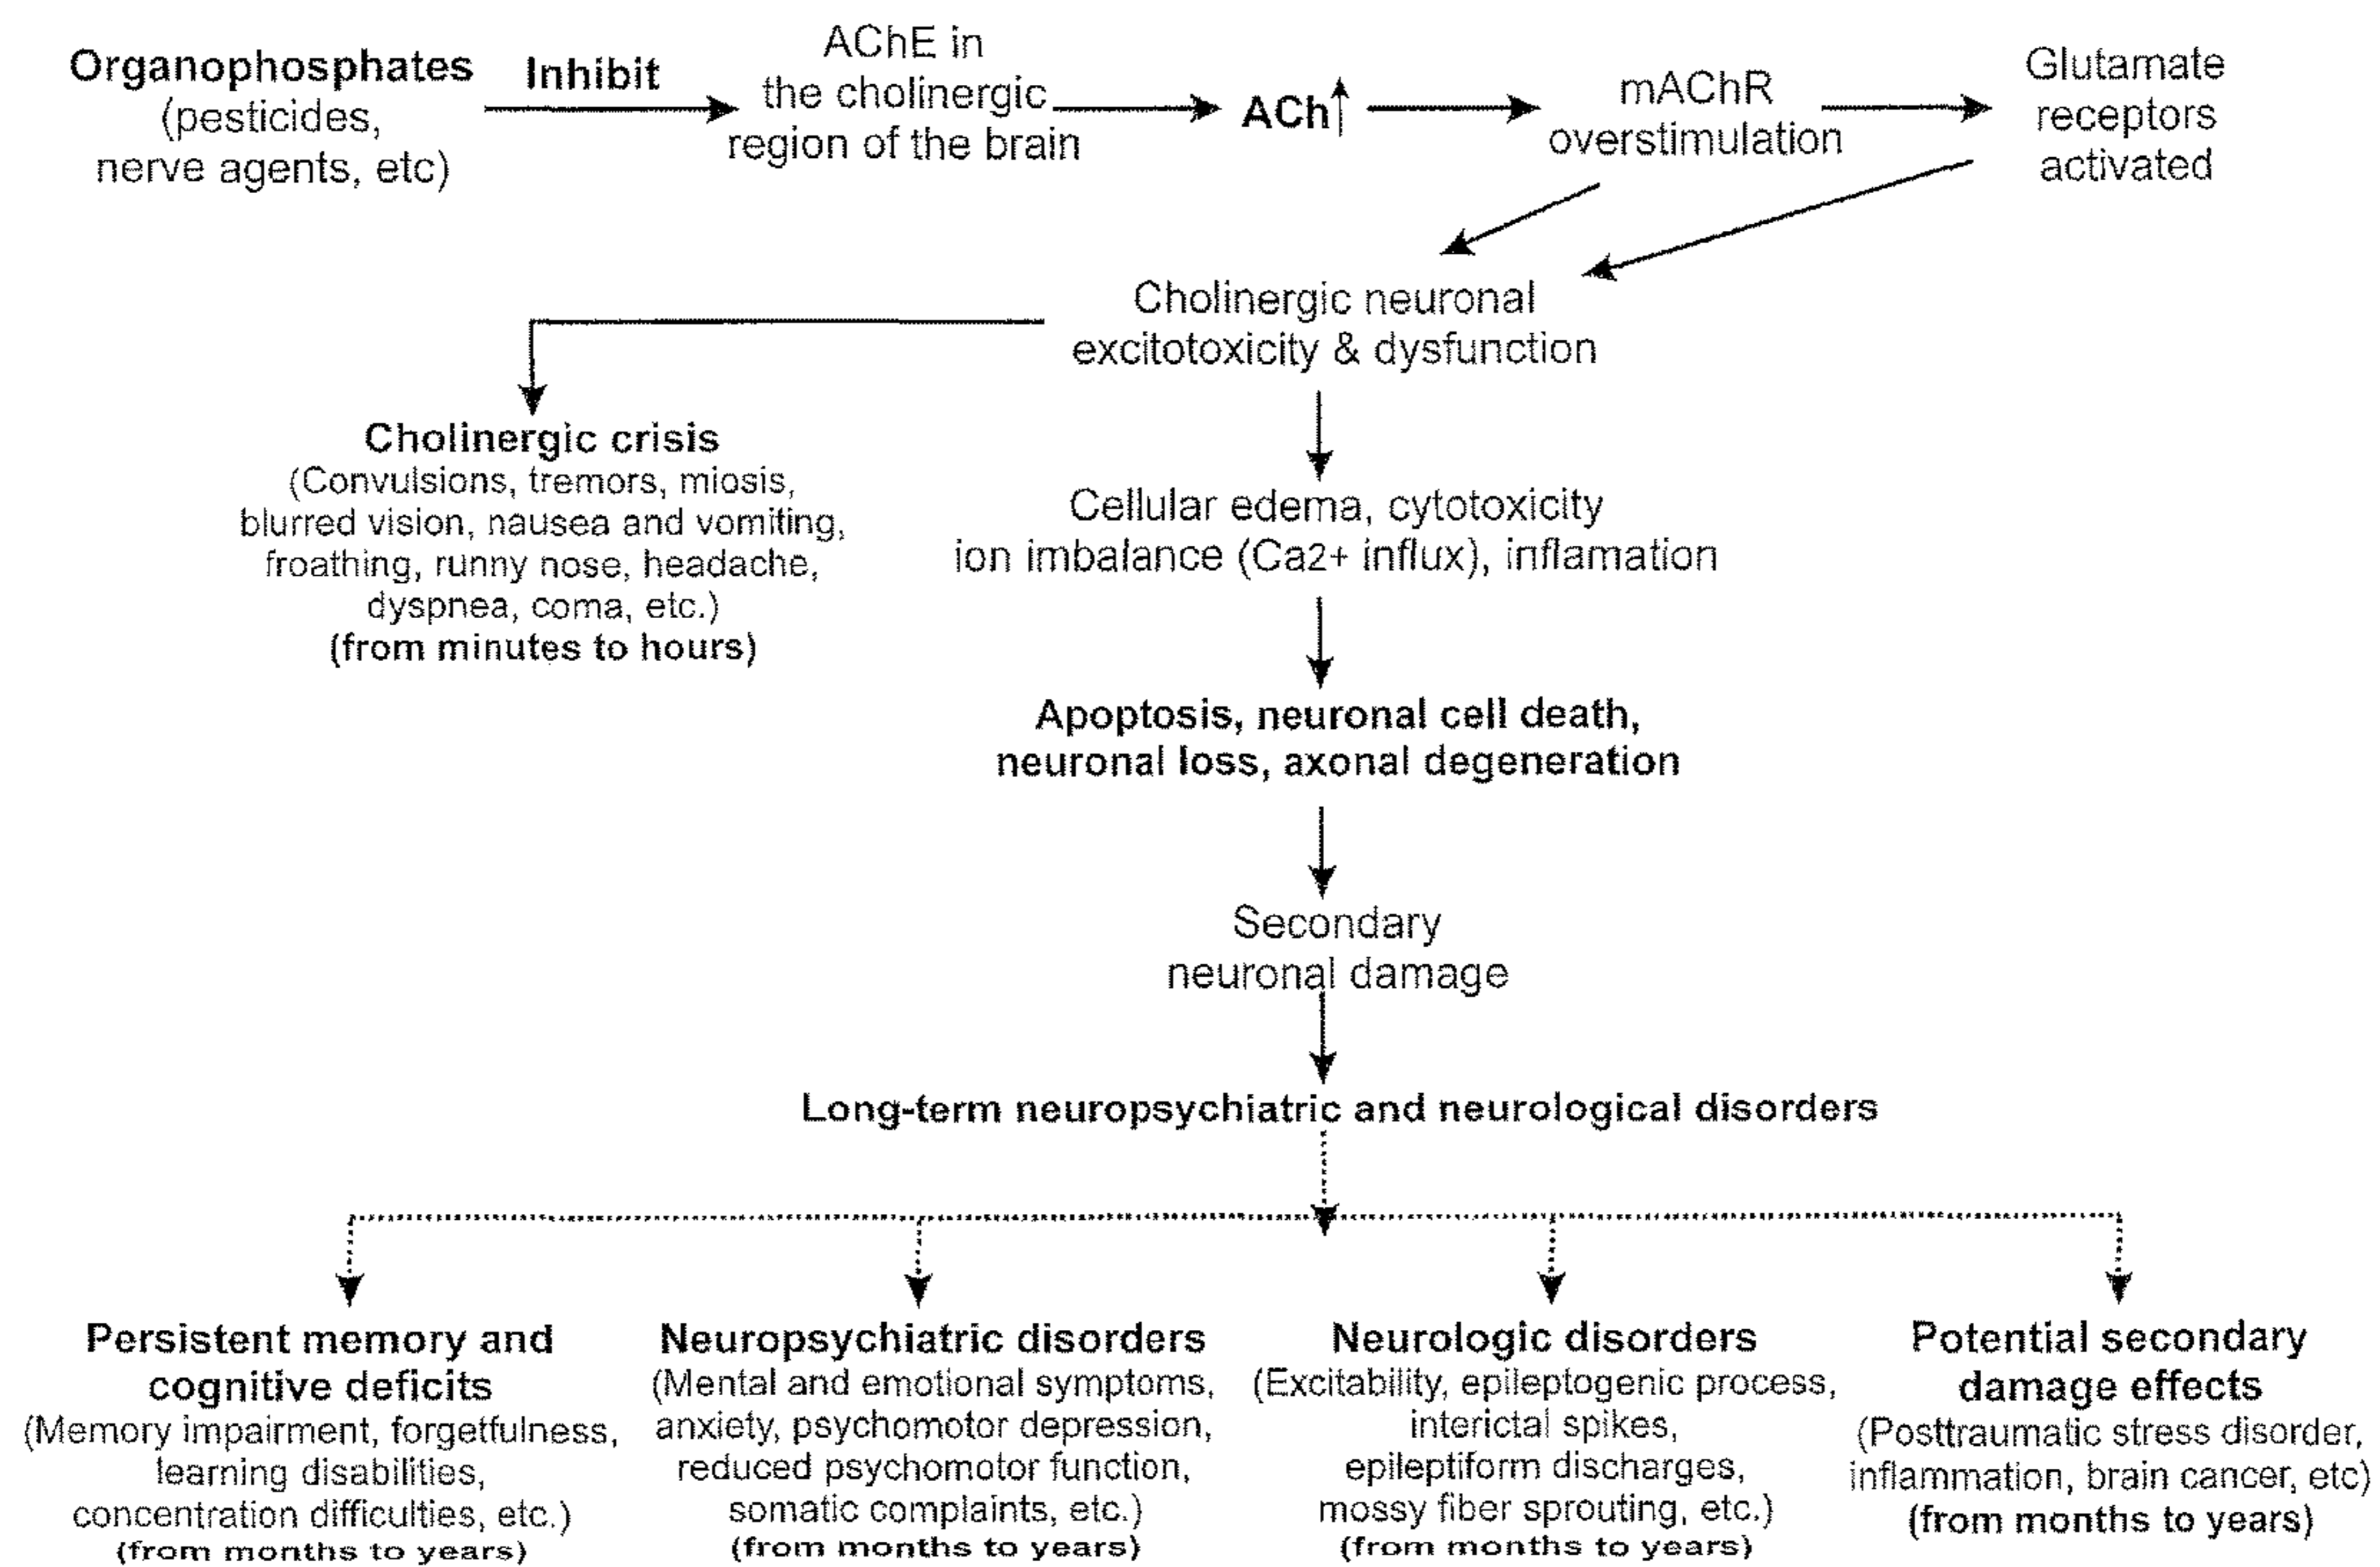 Organophosphates
(pesticides,
nerve agents, etc)
Inhibit
AChE in
the cholinergic
region of the brain
ACh↑
mAChR
overstimulation
Glutamate
receptors
activated
Cholinergic neuronal
excitotoxicity & dysfunction
Cholinergic crisis
(Convulsions, tremors, miosis,
blurred vision, nausea and vomiting,
froathing, runny nose, headache,
dyspnea, coma, etc.)
(from minutes to hours)
Cellular edema, cytotoxicity
ion imbalance (Ca2+ influx), inflamation
Apoptosis, neuronal cell death,
neuronal loss, axonal degeneration
Secondary
neuronal damage
Long-term neuropsychiatric and neurological disorders
Persistent memory and
cognitive deficits
(Memory impairment, forgetfulness,
learning disabilities,
concentration difficulties, etc.)
(from months to years)
Neuropsychiatric disorders
(Mental and emotional symptoms,
anxiety, psychomotor depression,
reduced psychomotor function,
somatic complaints, etc.)
(from months to years)
Neurologic disorders
(Excitability, epileptogenic process,
interictal spikes,
epileptiform discharges,
mossy fiber sprouting, etc.)
(from months to years)
Potential secondary
damage effects
(Posttraumatic stress disorder,
inflammation, brain cancer, etc)
(from months to years)